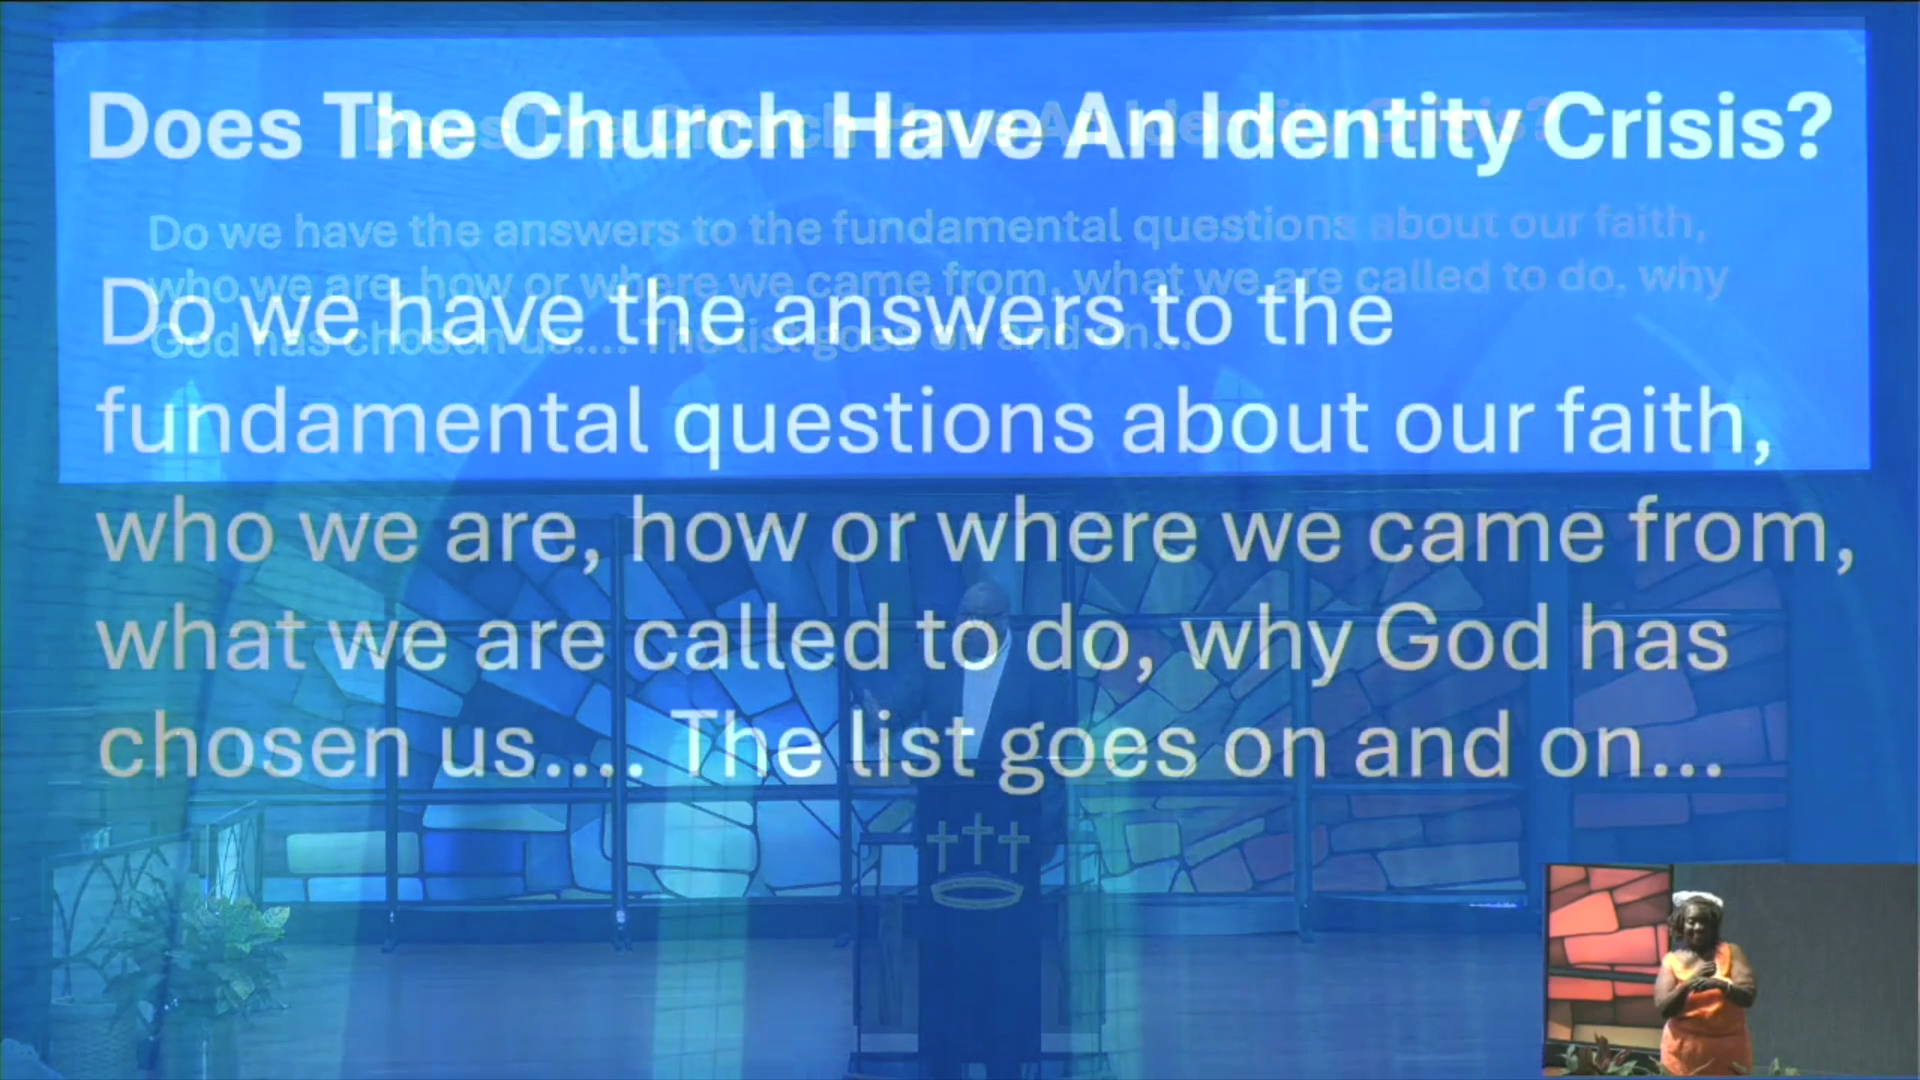 Does The Church Have An Identity Crisis?
Do we have the answers to the fundamental questions about our faith,
who we are, how or where we came from, what we are called to do, why
God has chosen us.... The list goes on and on...
Do we have the answers to the
fundamental questions about our faith,
who we are, how or where we came from,
what we are called to do, why God has
chosen us.... The list goes on and on...